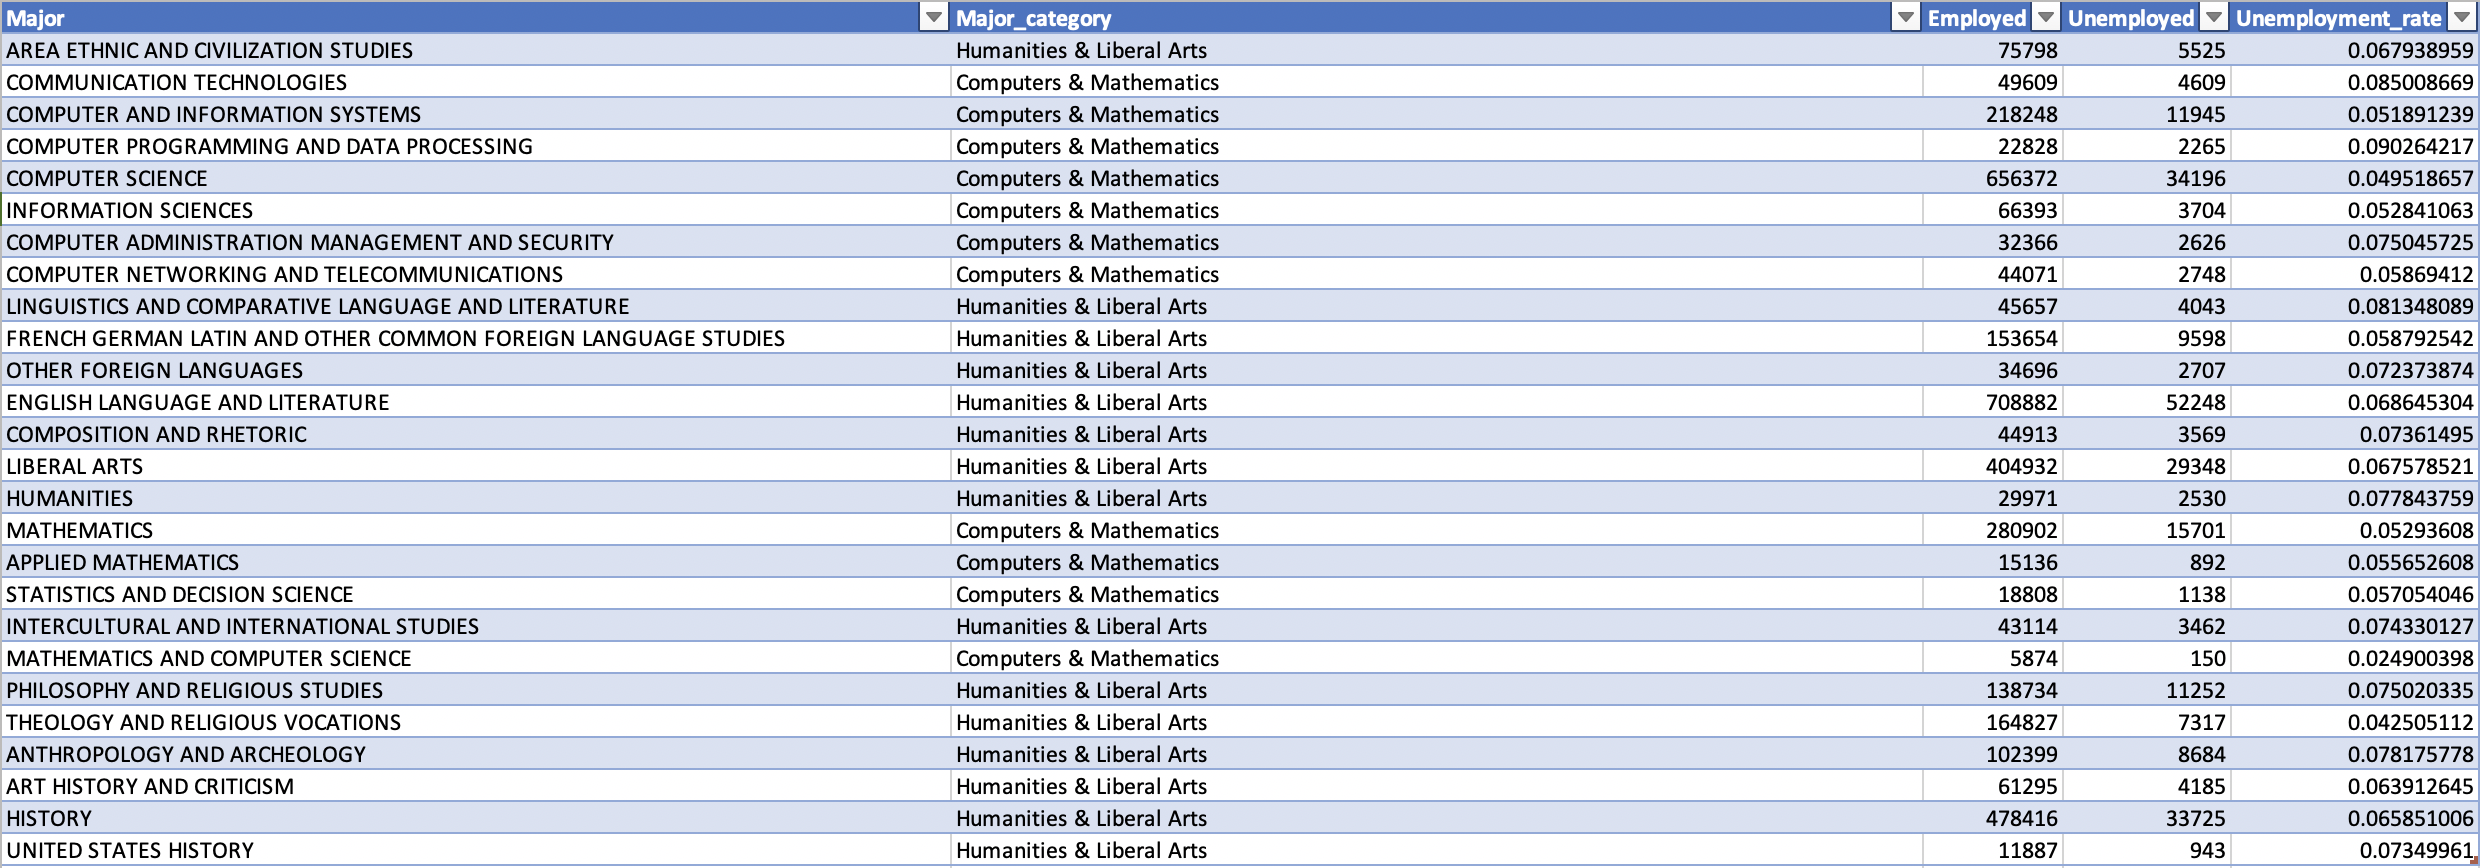 Major Major_category Employed Unemployed Unemployment_rate
AREA ETHNIC AND CIVILIZATION STUDIES Humanities & Liberal Arts 75798 5525 0.067938959
COMMUNICATION TECHNOLOGIES Computers & Mathematics 49609 4609 0.085008669
COMPUTER AND INFORMATION SYSTEMS Computers & Mathematics 218248 11945 0.051891239
COMPUTER PROGRAMMING AND DATA PROCESSING Computers & Mathematics 22828 2265 0.090264217
COMPUTER SCIENCE Computers & Mathematics 656372 34196 0.049518657
INFORMATION SCIENCES Computers & Mathematics 66393 3704 0.052841063
COMPUTER ADMINISTRATION MANAGEMENT AND SECURITY Computers & Mathematics 32366 2626 0.075045725
COMPUTER NETWORKING AND TELECOMMUNICATIONS Computers & Mathematics 44071 2748 0.05869412
LINGUISTICS AND COMPARATIVE LANGUAGE AND LITERATURE Humanities & Liberal Arts 45657 4043 0.081348089
FRENCH GERMAN LATIN AND OTHER COMMON FOREIGN LANGUAGE STUDIES Humanities & Liberal Arts 153654 9598 0.058792542
OTHER FOREIGN LANGUAGES Humanities & Liberal Arts 34696 2707 0.072373874
ENGLISH LANGUAGE AND LITERATURE Humanities & Liberal Arts 708882 52248 0.068645304
COMPOSITION AND RHETORIC Humanities & Liberal Arts 44913 3569 0.07361495
LIBERAL ARTS Humanities & Liberal Arts 404932 29348 0.067578521
HUMANITIES Humanities & Liberal Arts 29971 2530 0.077843759
MATHEMATICS Computers & Mathematics 280902 15701 0.05293608
APPLIED MATHEMATICS Computers & Mathematics 15136 892 0.055652608
STATISTICS AND DECISION SCIENCE Computers & Mathematics 18808 1138 0.057054046
INTERCULTURAL AND INTERNATIONAL STUDIES Humanities & Liberal Arts 43114 3462 0.074330127
MATHEMATICS AND COMPUTER SCIENCE Computers & Mathematics 5874 150 0.024900398
PHILOSOPHY AND RELIGIOUS STUDIES Humanities & Liberal Arts 138734 11252 0.075020335
THEOLOGY AND RELIGIOUS VOCATIONS Humanities & Liberal Arts 164827 7317 0.042505112
ANTHROPOLOGY AND ARCHEOLOGY Humanities & Liberal Arts 102399 8684 0.078175778
ART HISTORY AND CRITICISM Humanities & Liberal Arts 61295 4185 0.063912645
HISTORY Humanities & Liberal Arts 478416 33725 0.065851006
UNITED STATES HISTORY Humanities & Liberal Arts 11887 943 0.07349961